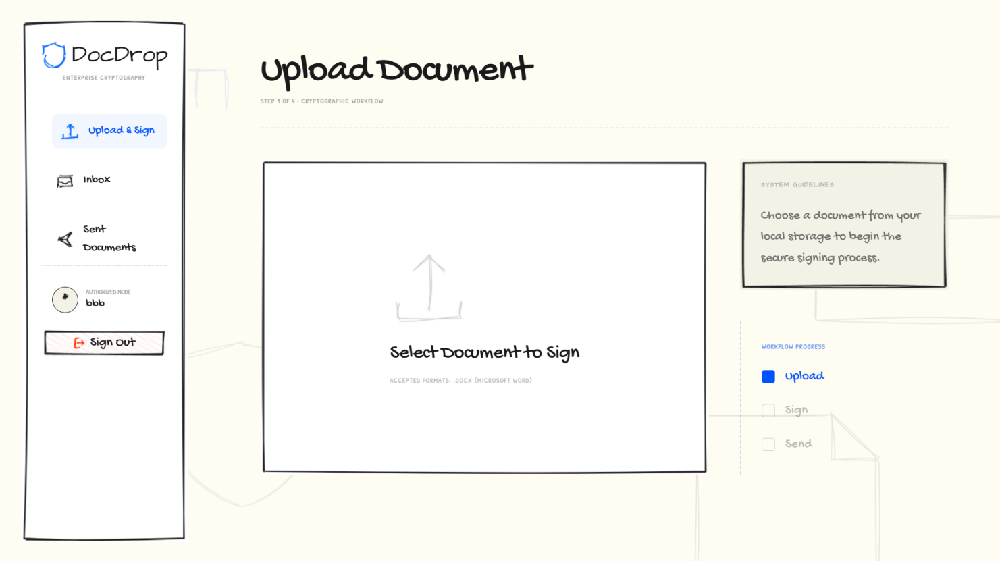 DocDrop
ENTERPRISE CRYPTOGRAPHY
Upload & Sign
Inbox
Sent
Documents
AUTHORIZED NODE
bbb
Sign Out
Upload Document
STEP 1 OF 4 - CRYPTOGRAPHIC WORKFLOW
Select Document to Sign
ACCEPTED FORMATS: .DOCX (MICROSOFT WORD)
SYSTEM GUIDELINES
Choose a document from your
local storage to begin the
secure signing process.
WORKFLOW PROGRESS
Upload
Sign
Send